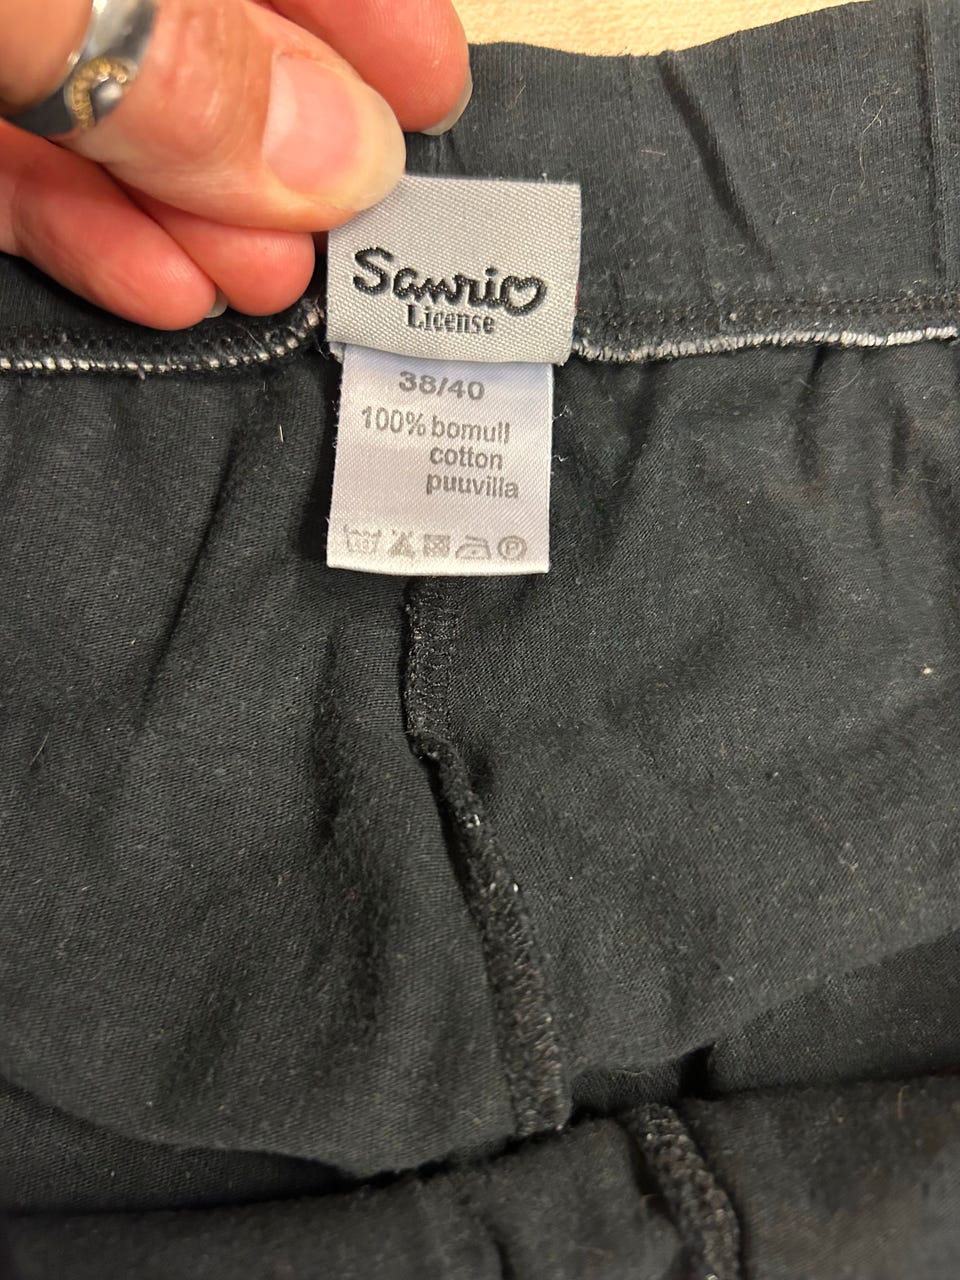 Sanrio
License
38/40
100% bomull
cotton
puuvilla
P